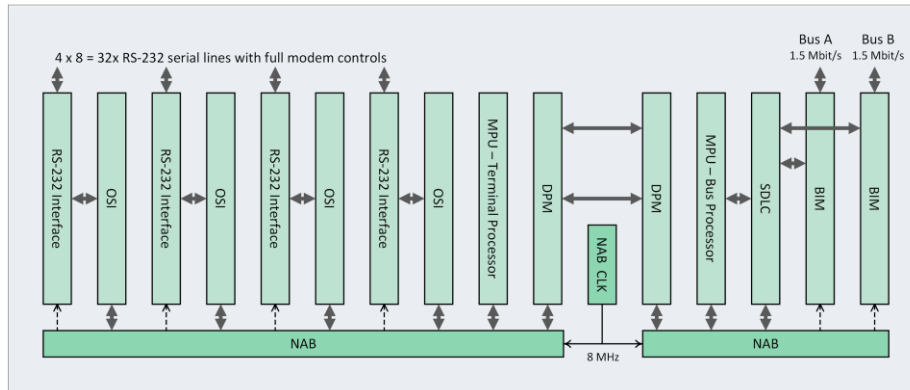 4 x 8 = 32x RS-232 serial lines with full modem controls
Bus A
1.5 Mbit/s
Bus B
1.5 Mbit/s
RS-232 Interface
OSI
RS-232 Interface
OSI
RS-232 Interface
OSI
RS-232 Interface
OSI
MPU – Terminal Processor
DPM
NAB CLK
DPM
MPU – Bus Processor
SDLC
BIM
BIM
NAB
8 MHz
NAB